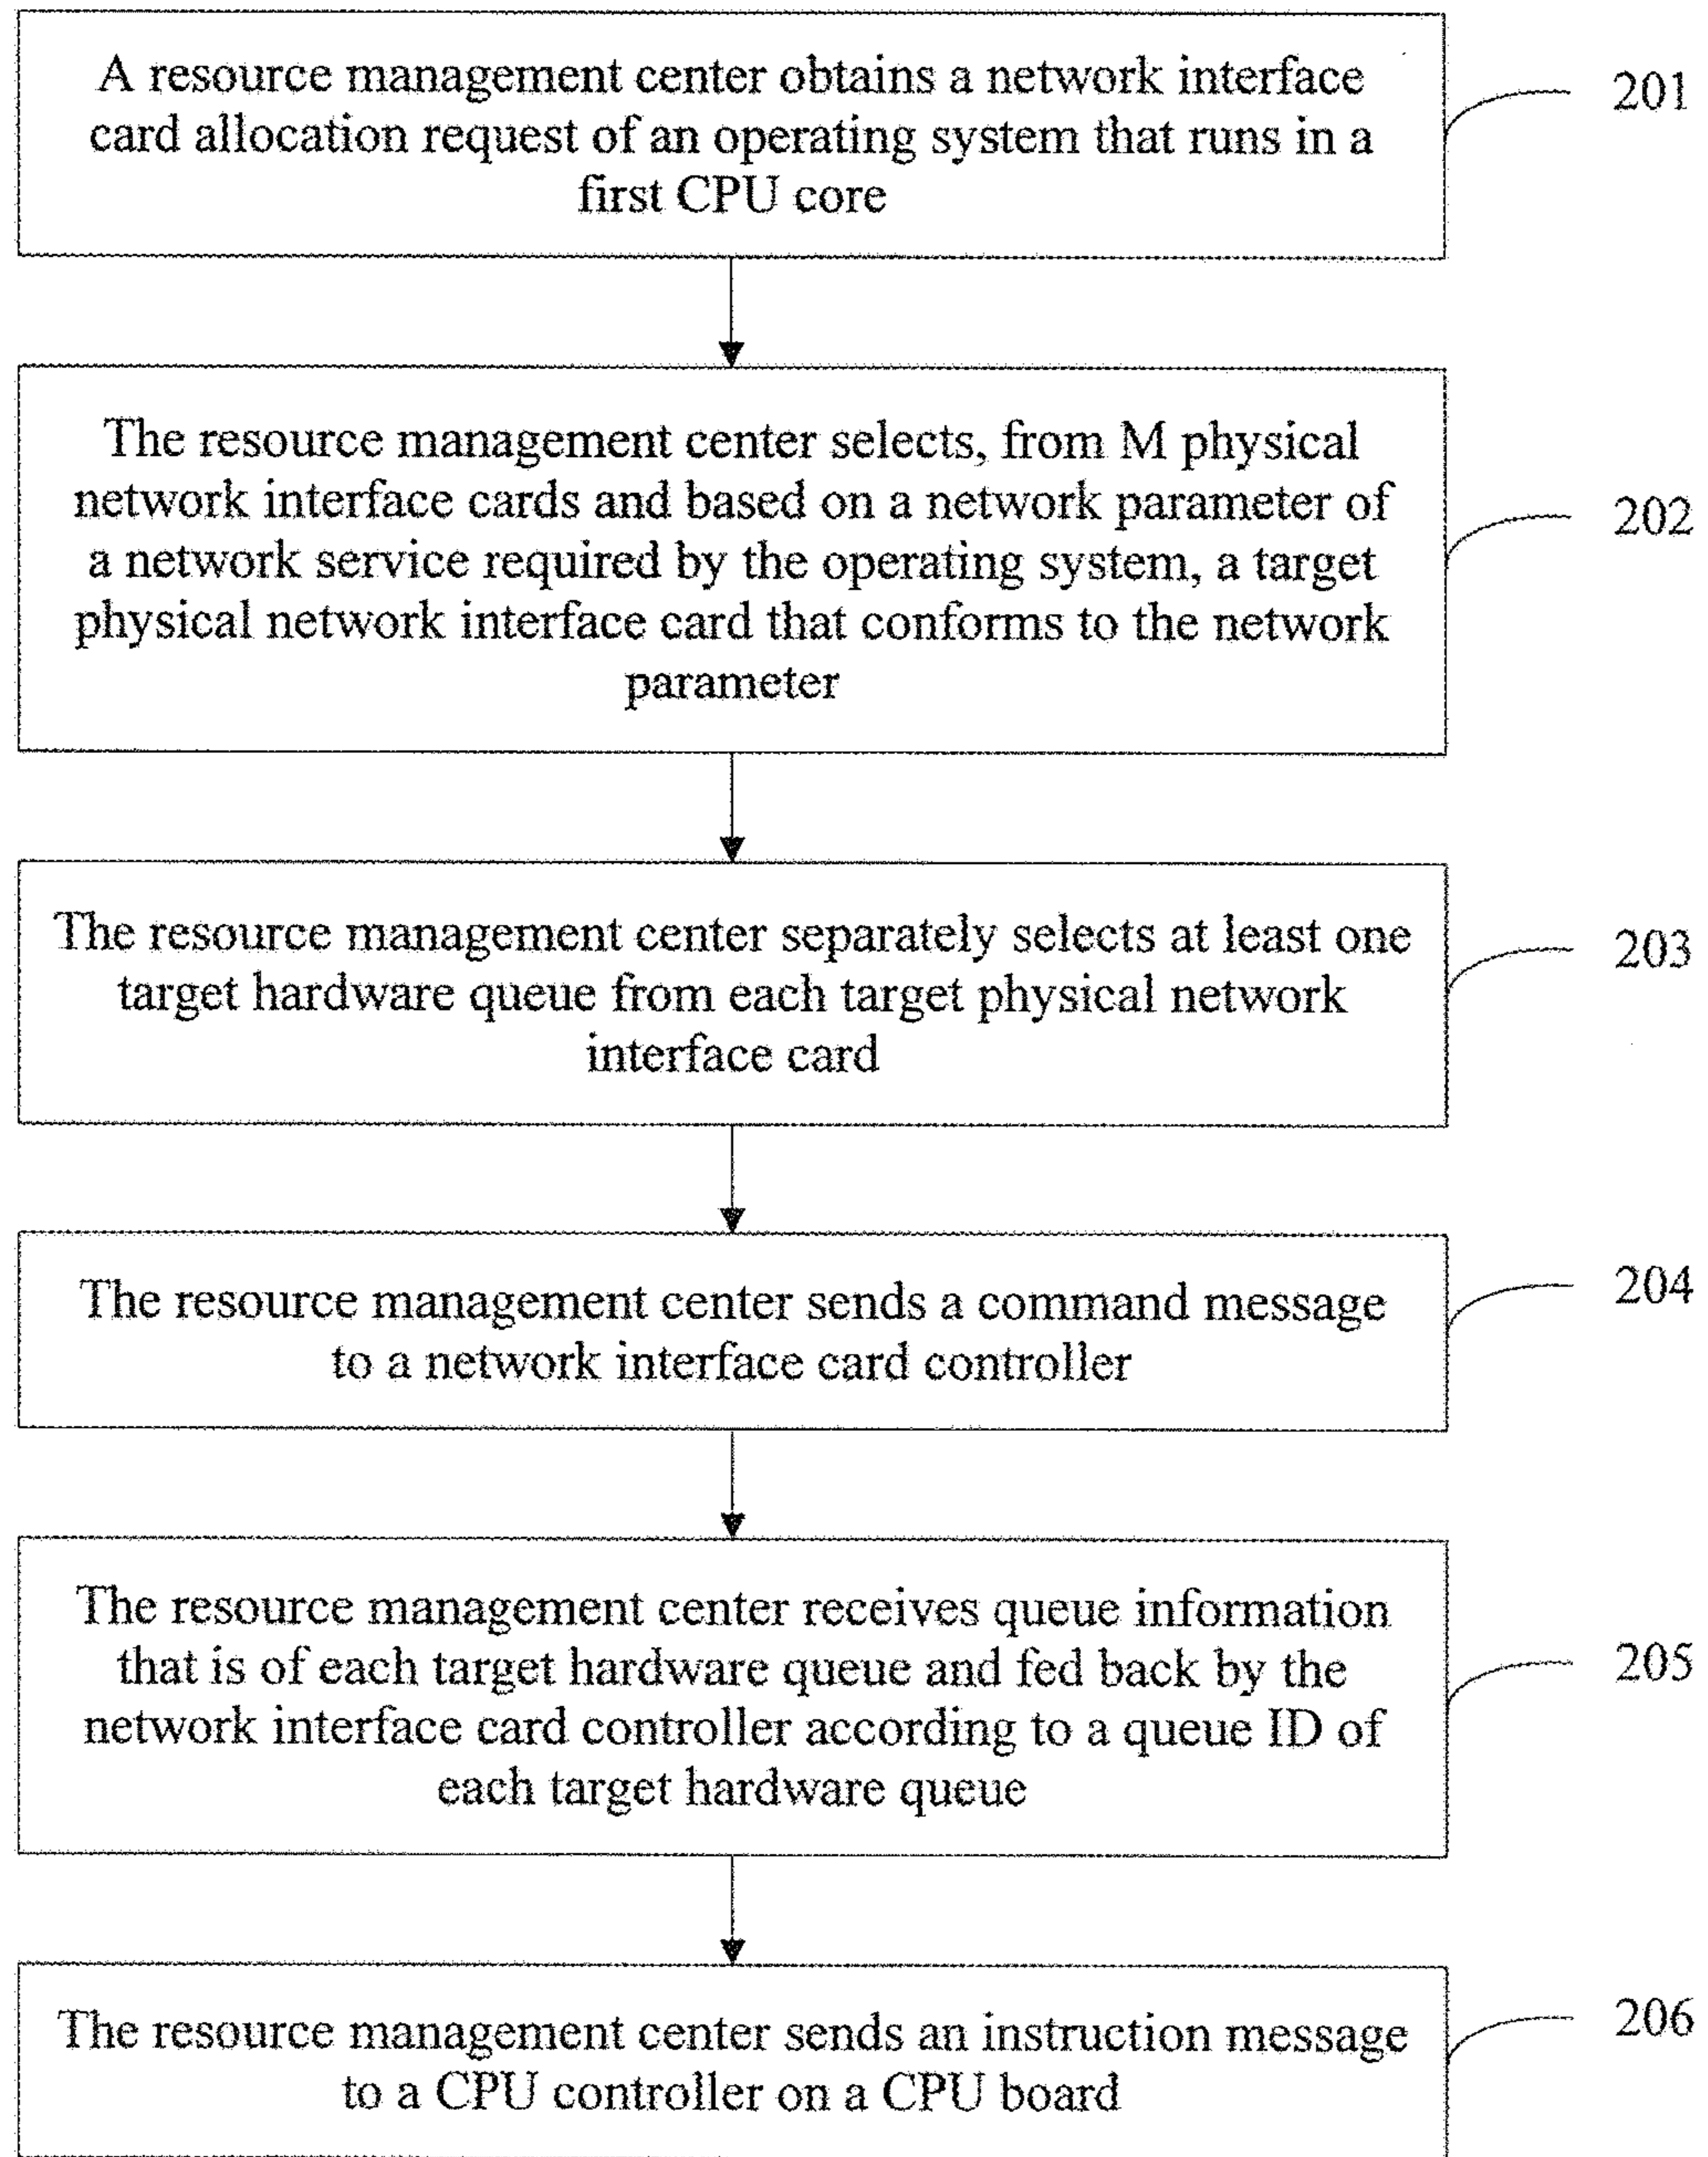 A resource management center obtains a network interface
card allocation request of an operating system that runs in a
first CPU core
201
The resource management center selects, from M physical
network interface cards and based on a network parameter of
a network service required by the operating system, a target
physical network interface card that conforms to the network
parameter
202
The resource management center separately selects at least one
target hardware queue from each target physical network
interface card
203
The resource management center sends a command message
to a network interface card controller
204
The resource management center receives queue information
that is of each target hardware queue and fed back by the
network interface card controller according to a queue ID of
each target hardware queue
205
The resource management center sends an instruction message
to a CPU controller on a CPU board
206